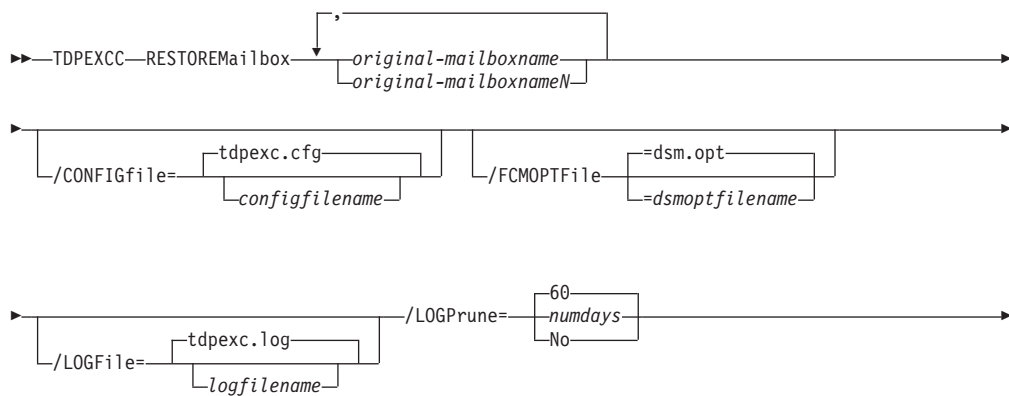 ,
TDPEXCC RESTOREMailbox original-mailboxname
original-mailboxnameN
tdpexc.cfg =dsm.opt
/CONFIGfile= /FCMOPTFile
configfilename =dsmoptfilename
60
tdpexc.log /LOGPrune= numdays
/LOGFile= No
logfilename